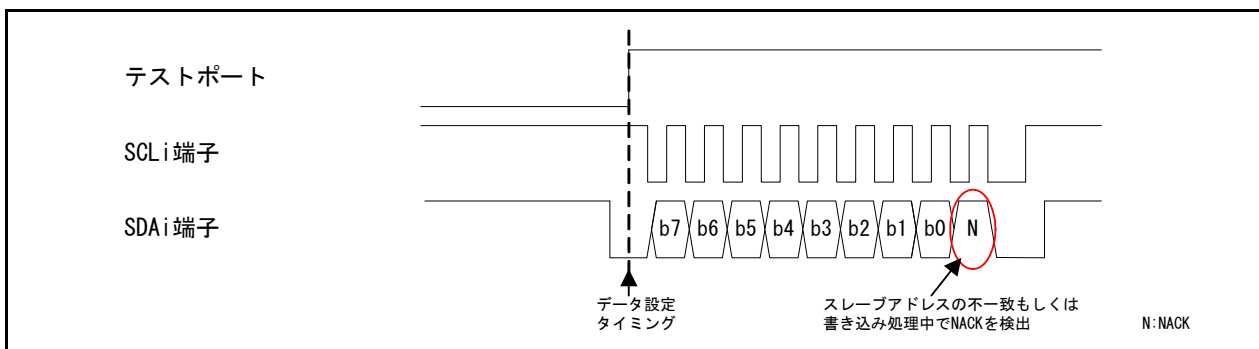 テストポート
SCLi端子
SDAi端子
b7 b6 b5 b4 b3 b2 b1 b0 N
データ設定
タイミング
スレーブアドレスの不一致もしくは
書き込み処理中でNACKを検出
N:NACK